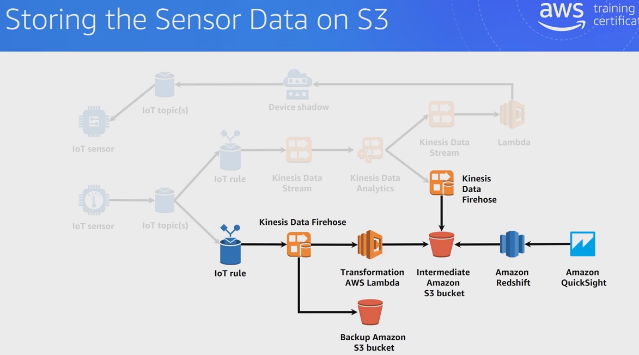 Storing the Sensor Data on S3
aws
training
IoT topic(s)
Device shadow
IoT sensor
Kinesis Data
Stream
Lambda
IoT rule
Kinesis Data
Stream
Kinesis Data
Analytics
Kinesis
Data
Firehose
IoT sensor
IoT topic(s)
Kinesis Data Firehose
IoT rule
Transformation
AWS Lambda
Intermediate
Amazon
S3 bucket
Amazon
Redshift
Amazon
QuickSight
Backup Amazon
S3 bucket